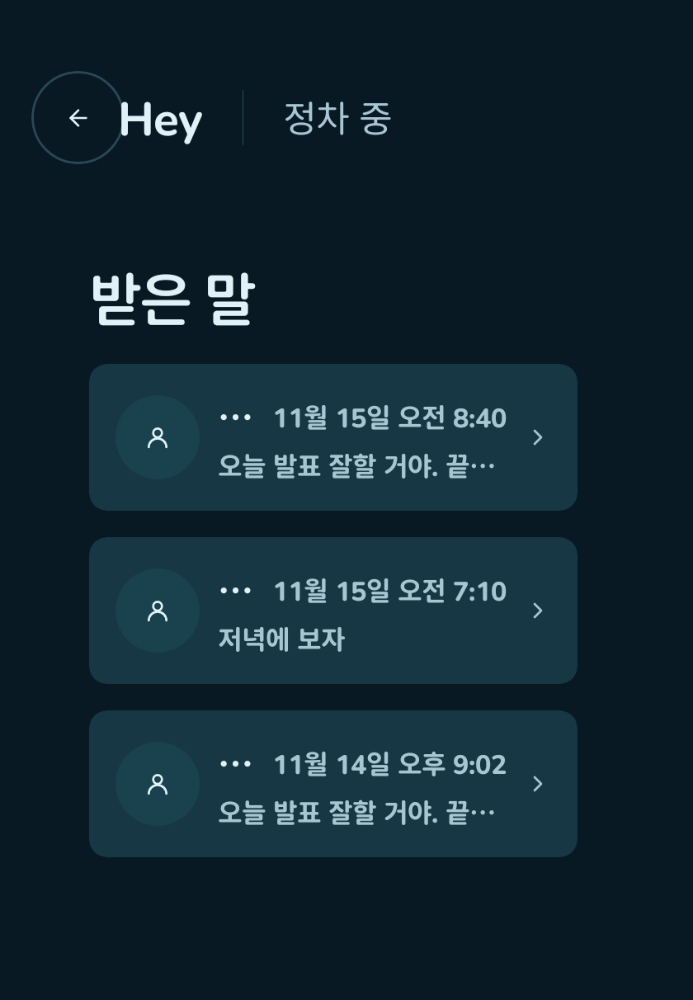 Hey
정차 중
받은 말
… 11월 15일 오전 8:40
오늘 발표 잘할 거야. 끝…
… 11월 15일 오전 7:10
저녁에 보자
… 11월 14일 오후 9:02
오늘 발표 잘할 거야. 끝…